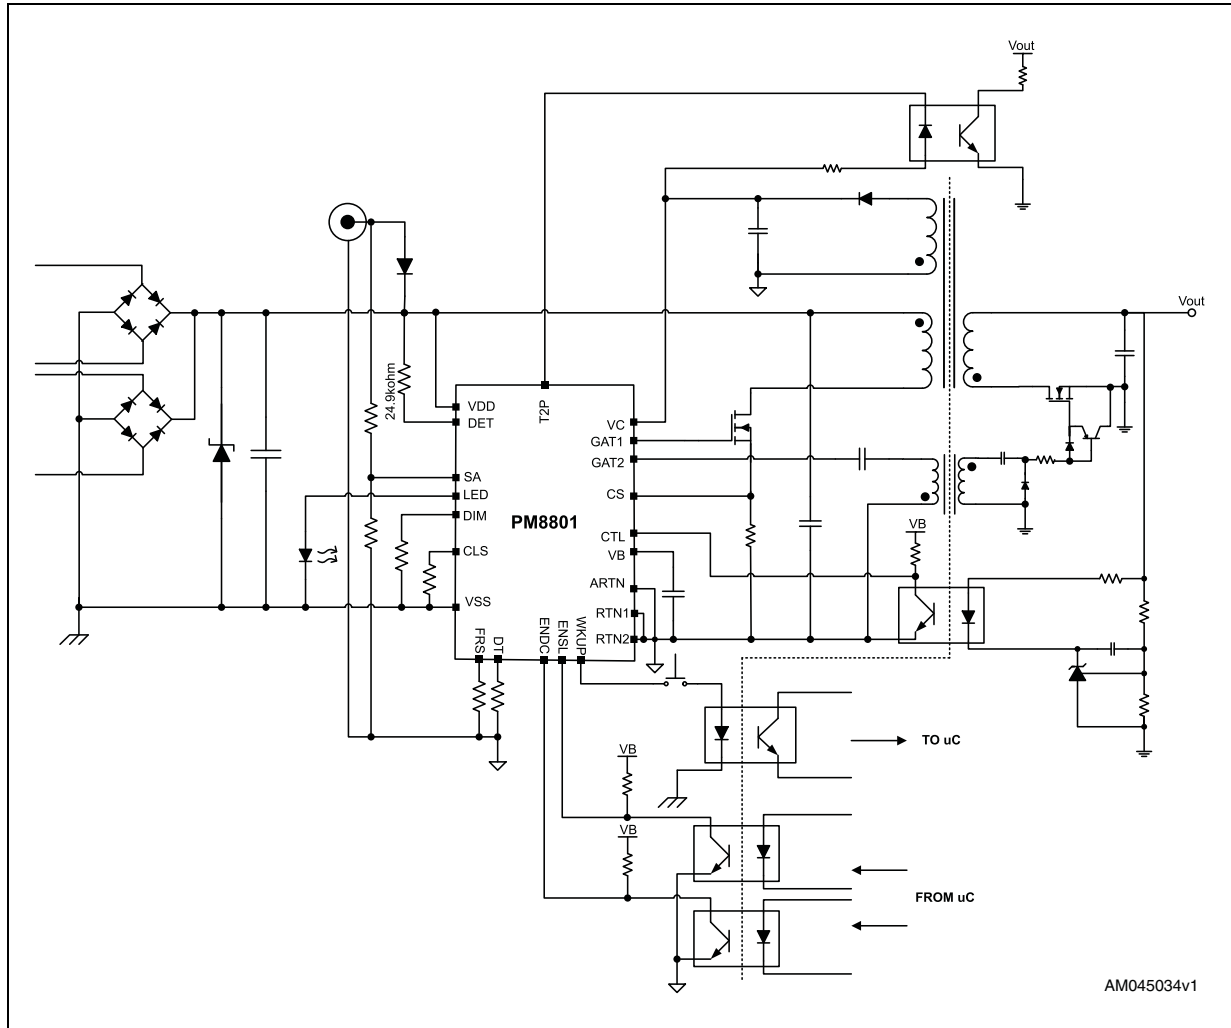 Vout
Vout
24.9kohm
T2P
VDD
DET
SA
LED
DIM
CLS
VSS
PM8801
VC
GAT1
GAT2
CS
CTL
VB
ARTN
RTN1
RTN2
FRS
DT
ENDC
ENSL
WKUP
VB
VB
VB
TO uC
FROM uC
AM045034v1